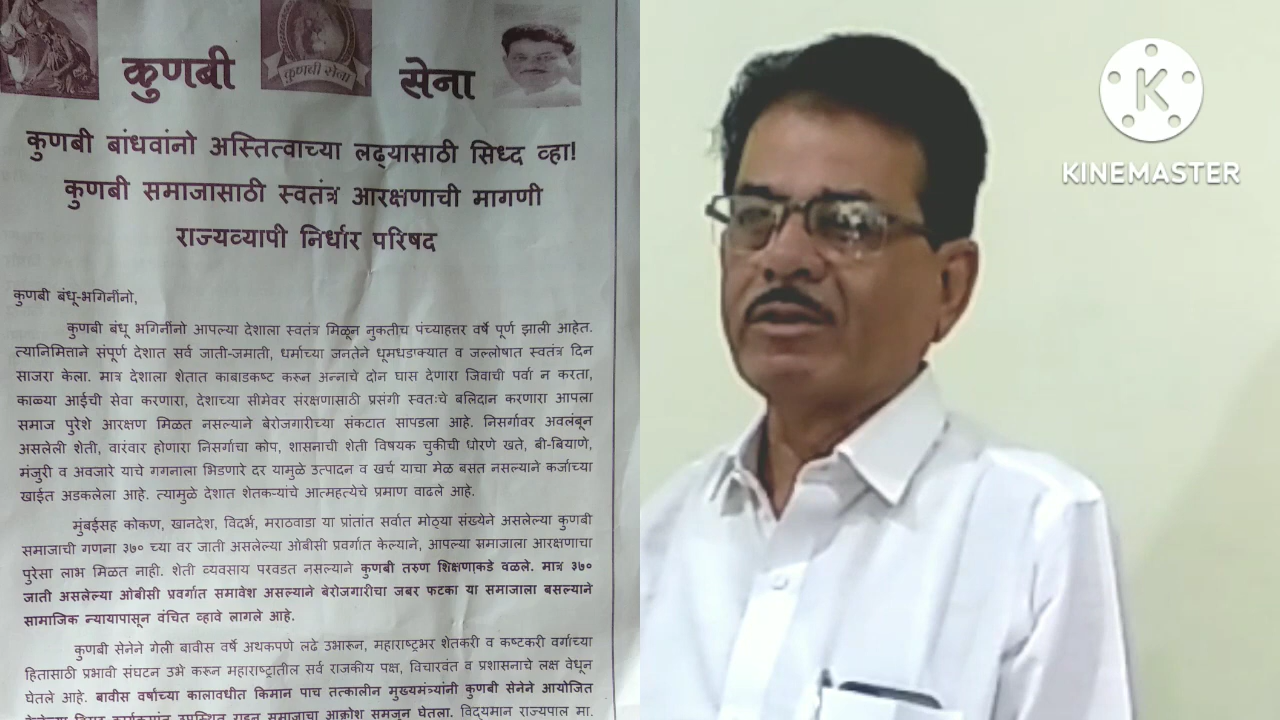 कुणबी सेना
कुणबी सेना
कुणबी बांधवांनो अस्तित्वाच्या लढ्यासाठी सिध्द व्हा!
कुणबी समाजासाठी स्वतंत्र आरक्षणाची मागणी
राज्यव्यापी निर्धार परिषद
कुणबी बंधू-भगिनींनो,
कुणबी बंधू भगिनींनो आपल्या देशाला स्वतंत्र मिळून नुकतीच पंच्याहत्तर वर्षे पूर्ण झाली आहेत.
त्यानिमित्ताने संपूर्ण देशात सर्व जाती-जमाती, धर्माच्या जनतेने धूमधडाक्यात व जल्लोषात स्वतंत्र दिन
साजरा केला. मात्र देशाला शेतात काबाडकष्ट करुन अन्नाचे दोन घास देणारा जिवाची पर्वा न करता,
काळ्या आईची सेवा करणारा, देशाच्या सीमेवर संरक्षणासाठी प्रसंगी स्वतःचे बलिदान करणारा आपला
समाज पुरेशे आरक्षण मिळत नसल्याने बेरोजगारीच्या संकटात सापडला आहे. निसर्गावर अवलंबून
असलेली शेती, वारंवार होणारा निसर्गाचा कोप, शासनाची शेती विषयक चुकीची धोरणे खते, बी-बियाणे,
मंजुरी व अवजारे याचे गगनाला भिडणारे दर यामुळे उत्पादन व खर्च याचा मेळ बसत नसल्याने कर्जाच्या
खाईत अडकलेला आहे. त्यामुळे देशात शेतकऱ्यांचे आत्महत्येचे प्रमाण वाढले आहे.
मुंबईसह कोकण, खानदेश, विदर्भ, मराठवाडा या प्रांतांत सर्वात मोठ्या संख्येने असलेल्या कुणबी
समाजाची गणना ३७० च्या वर जाती असलेल्या ओबीसी प्रवर्गात केल्याने, आपल्या समाजाला आरक्षणाचा
पुरेसा लाभ मिळत नाही. शेती व्यवसाय परवडत नसल्याने कुणबी तरुण शिक्षणाकडे वळले. मात्र ३७०
जाती असलेल्या ओबीसी प्रवर्गात समावेश असल्याने बेरोजगारीचा जबर फटका या समाजाला बसल्याने
सामाजिक न्यायापासून वंचित व्हावे लागले आहे.
कुणबी सेनेने गेली बावीस वर्षे अथकपणे लढे उभारुन, महाराष्ट्रभर शेतकरी व कष्टकरी वर्गाच्या
हितासाठी प्रभावी संघटन उभे करुन महाराष्ट्रातील सर्व राजकीय पक्ष, विचारवंत व प्रशासनाचे लक्ष वेधून
घेतले आहे. बावीस वर्षाच्या कालावधीत किमान पाच तत्कालीन मुख्यमंत्र्यांनी कुणबी सेनेने आयोजित
उपस्थित राहून समाजाचा आक्रोश समजून घेतला. विद्यमान राज्यपाल मा.
K
KINEMASTER